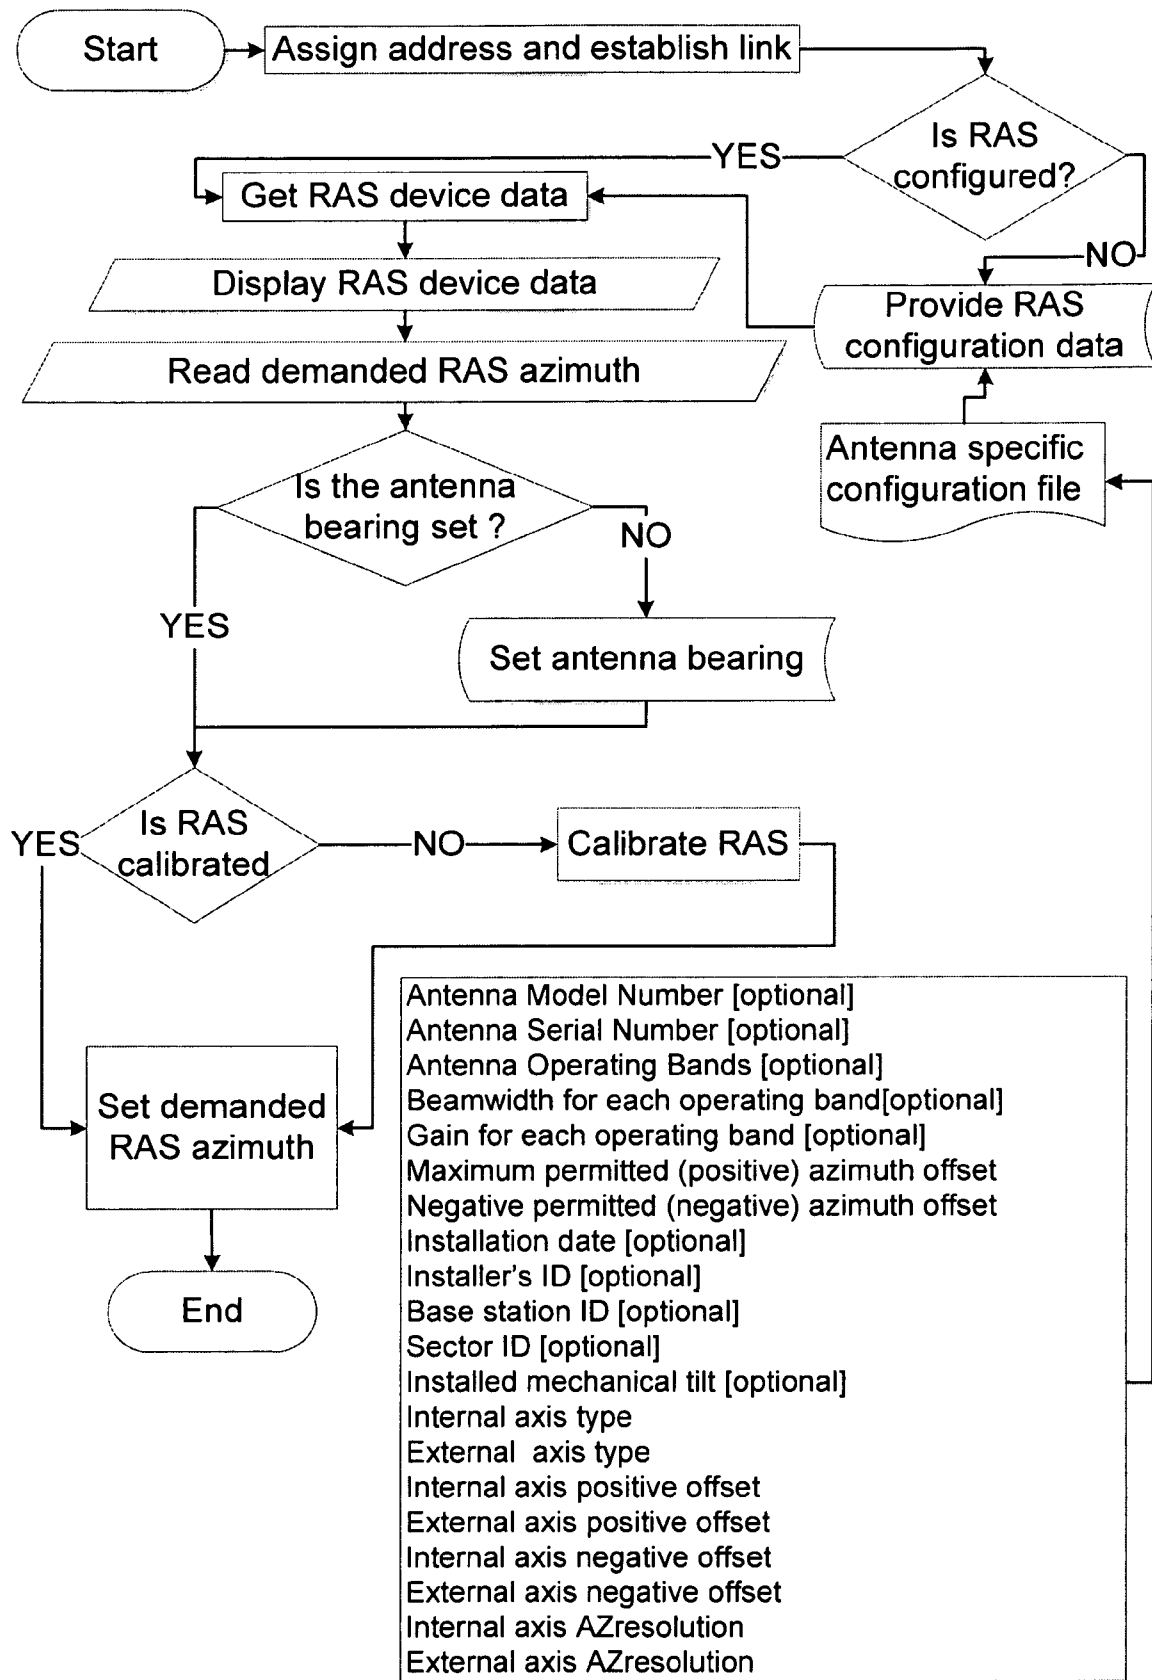 Start
Assign address and establish link
Is RAS
configured?
YES
NO
Get RAS device data
Display RAS device data
Provide RAS
configuration data
Read demanded RAS azimuth
Antenna specific
configuration file
Is the antenna
bearing set ?
NO
YES
Set antenna bearing
Is RAS
calibrated
YES
NO
Calibrate RAS
Set demanded
RAS azimuth
End
Antenna Model Number [optional]
Antenna Serial Number [optional]
Antenna Operating Bands [optional]
Beamwidth for each operating band[optional]
Gain for each operating band [optional]
Maximum permitted (positive) azimuth offset
Negative permitted (negative) azimuth offset
Installation date [optional]
Installer's ID [optional]
Base station ID [optional]
Sector ID [optional]
Installed mechanical tilt [optional]
Internal axis type
External axis type
Internal axis positive offset
External axis positive offset
Internal axis negative offset
External axis negative offset
Internal axis AZresolution
External axis AZresolution